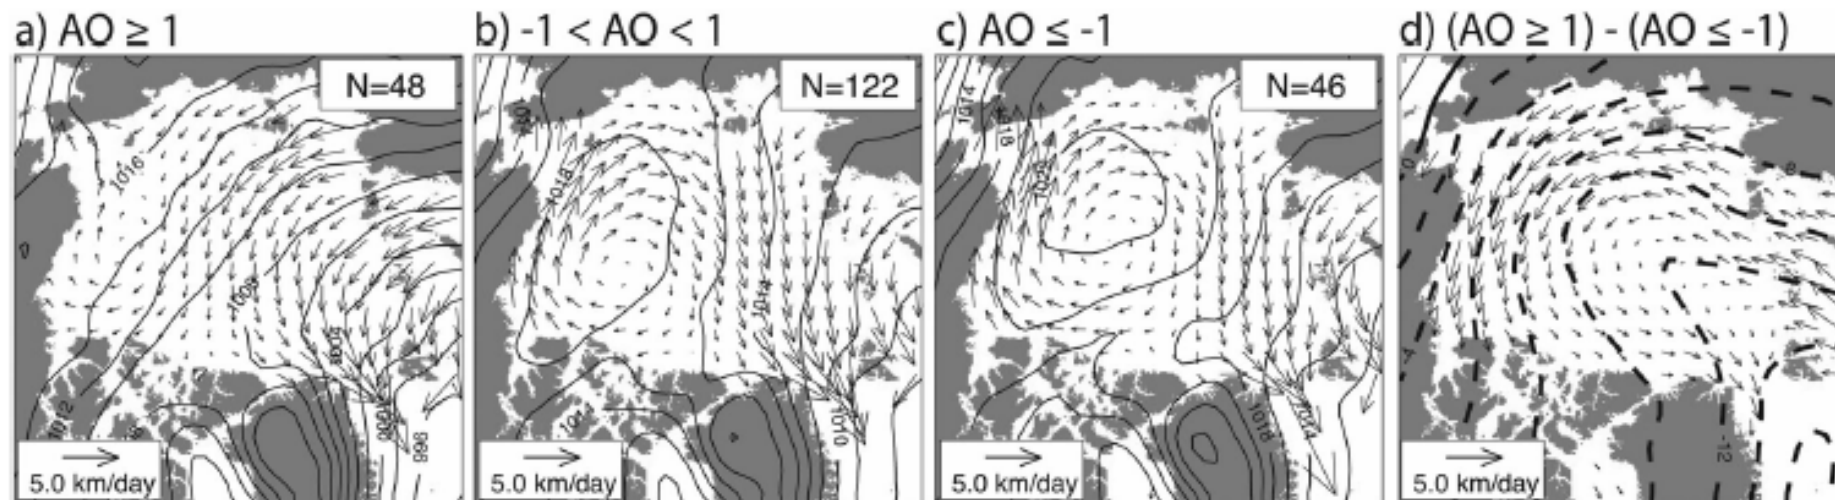 a) AO ≥ 1
b) -1 < AO < 1
c) AO ≤ -1
d) (AO ≥ 1) - (AO ≤ -1)
N=48
N=122
N=46
1016
1008
1004
1000
996
1012
1018
1014
1010
1014
1018
1020
1018
1014
0
-4
-12
5.0 km/day
5.0 km/day
5.0 km/day
5.0 km/day